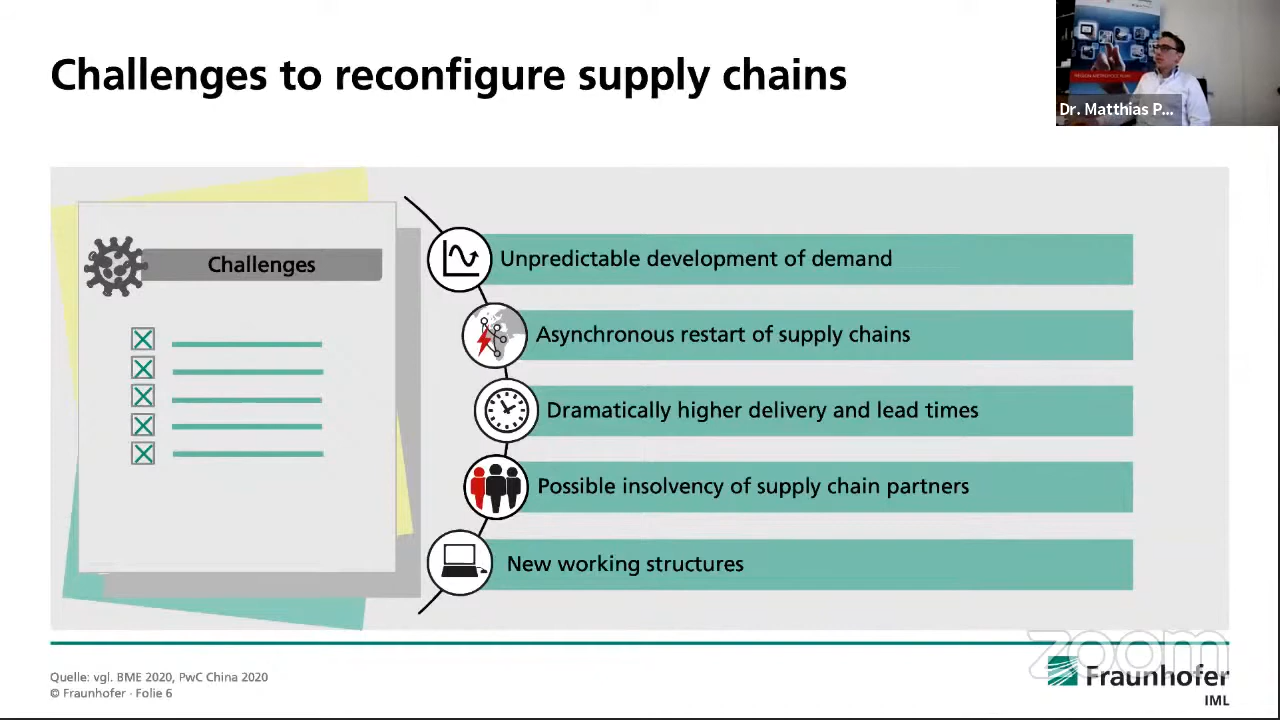 Challenges to reconfigure supply chains
Dr. Matthias P...
Challenges
Unpredictable development of demand
Asynchronous restart of supply chains
Dramatically higher delivery and lead times
Possible insolvency of supply chain partners
New working structures
zoom
Quelle: vgl. BME 2020, PwC China 2020
© Fraunhofer · Folie 6
Fraunhofer
IML